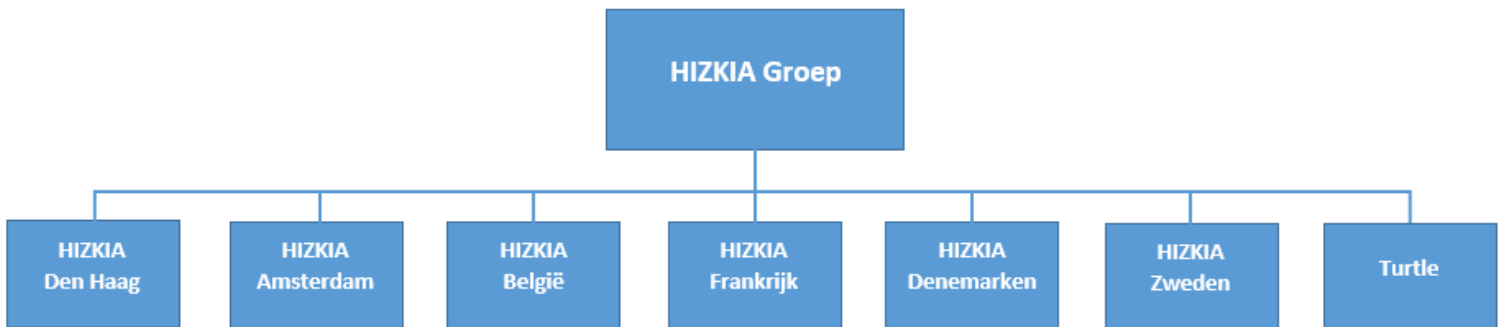 HIZKIA Groep
HIZKIA
Den Haag
HIZKIA
Amsterdam
HIZKIA
België
HIZKIA
Frankrijk
HIZKIA
Denemarken
HIZKIA
Zweden
Turtle